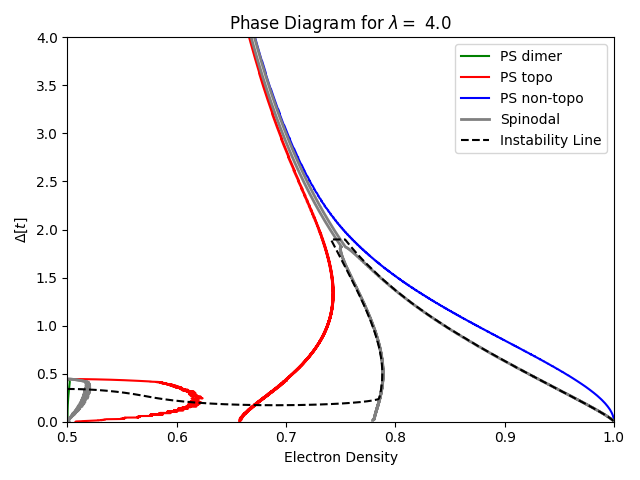 Phase Diagram for λ = 4.0
PS dimer
PS topo
PS non-topo
Spinodal
Instability Line
Δ[t]
4.0
3.5
3.0
2.5
2.0
1.5
1.0
0.5
0.0
0.5 0.6 0.7 0.8 0.9 1.0
Electron Density